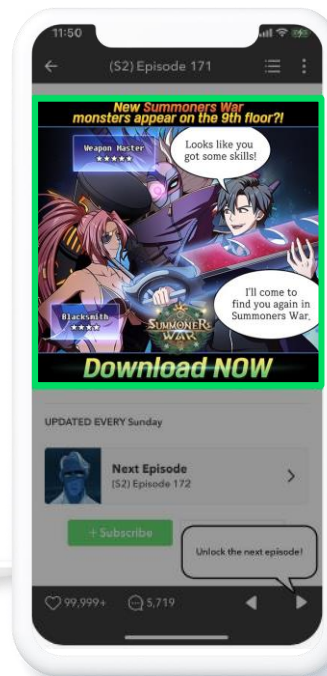 11:50
(S2) Episode 171
New Summoners War
monsters appear on the 9th floor?!
Weapon Master
★★★★★
Looks like you
got some skills!
I'll come to
find you again in
Summoners War.
Blacksmith
★★★★
SUMMONERS
WAR
Download NOW
UPDATED EVERY Sunday
Next Episode
(S2) Episode 172
+ Subscribe
Unlock the next episode!
99,999+
5,719